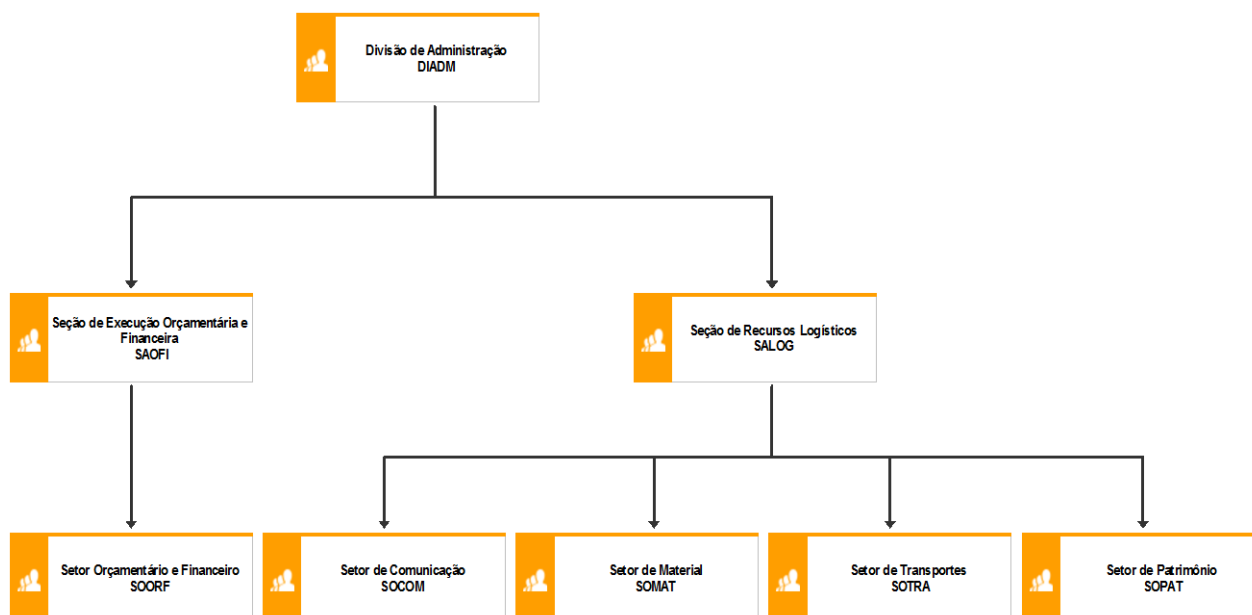 Divisão de Administração
DIADM
Seção de Execução Orçamentária e
Financeira
SAOFI
Seção de Recursos Logísticos
SALOG
Setor Orçamentário e Financeiro
SOORF
Setor de Comunicação
SOCOM
Setor de Material
SOMAT
Setor de Transportes
SOTRA
Setor de Patrimônio
SOPAT